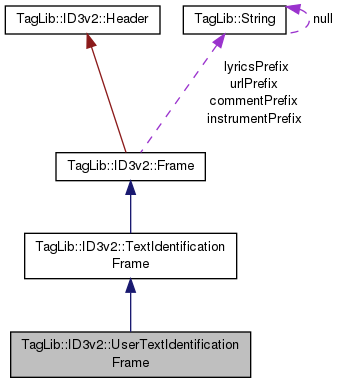 TagLib::ID3v2::Header
TagLib::String
null
lyricsPrefix
urlPrefix
commentPrefix
instrumentPrefix
TagLib::ID3v2::Frame
TagLib::ID3v2::TextIdentification
Frame
TagLib::ID3v2::UserTextIdentification
Frame